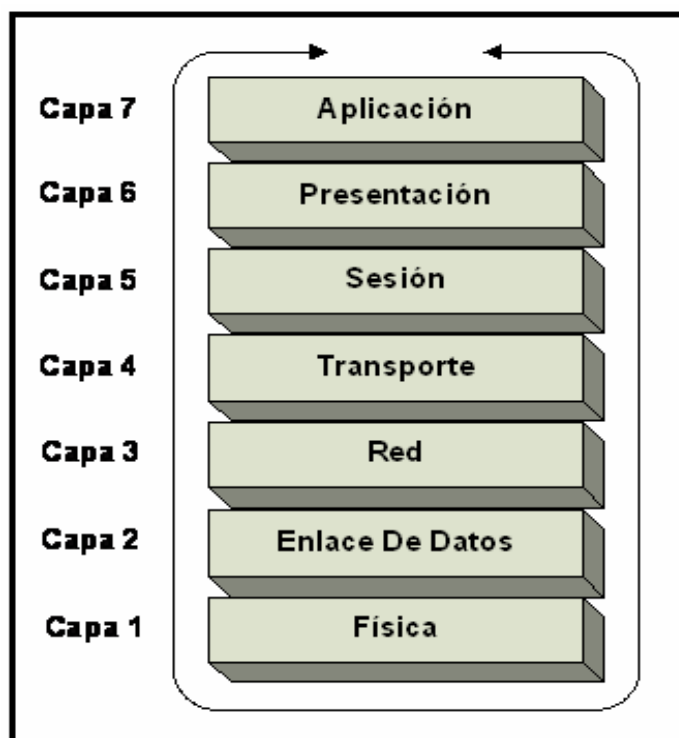 Capa 7 Aplicación
Capa 6 Presentación
Capa 5 Sesión
Capa 4 Transporte
Capa 3 Red
Capa 2 Enlace De Datos
Capa 1 Física